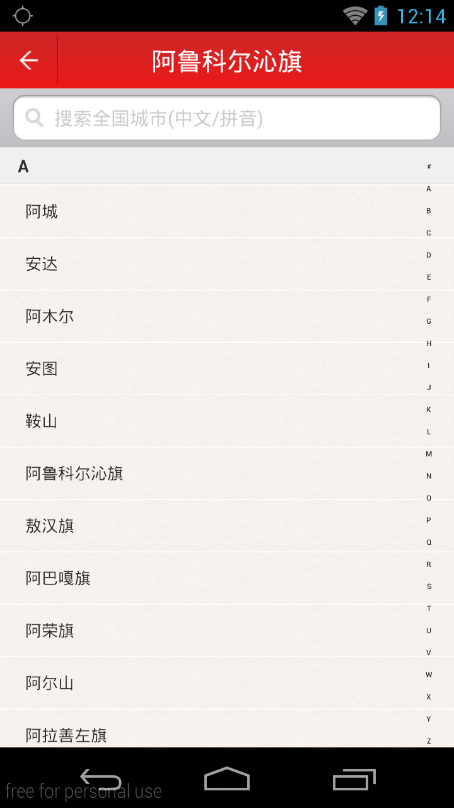 12:14
阿鲁科尔沁旗
搜索全国城市(中文/拼音)
A
阿城
安达
阿木尔
安图
鞍山
阿鲁科尔沁旗
敖汉旗
阿巴嘎旗
阿荣旗
阿尔山
阿拉善左旗
#
A
B
C
D
E
F
G
H
I
J
K
L
M
N
O
P
Q
R
S
T
U
V
W
X
Y
Z
free for personal use